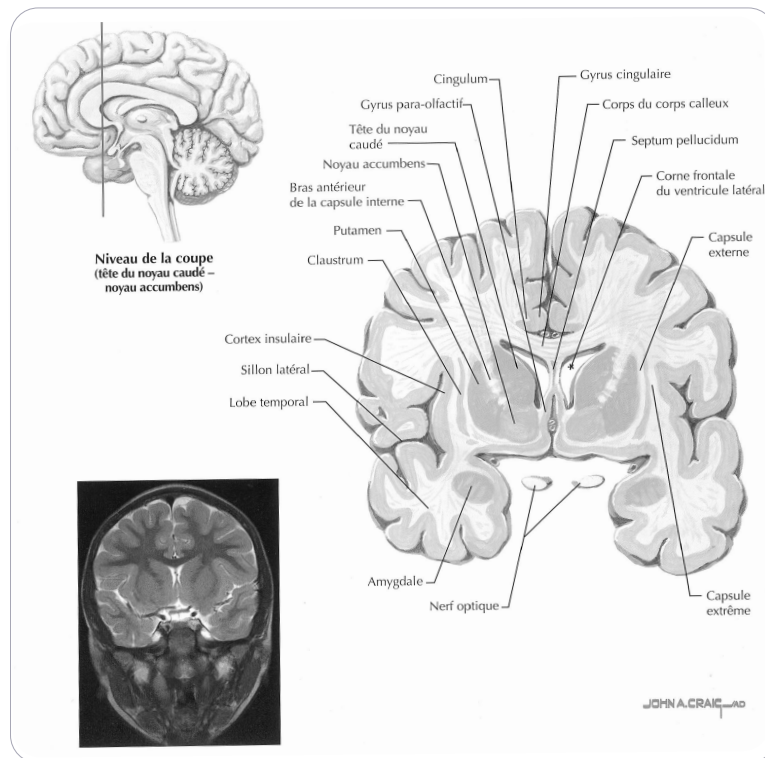 Niveau de la coupe
(tête du noyau caudé –
noyau accumbens)
Cingulum
Gyrus para-olfactif
Tête du noyau
caudé
Noyau accumbens
Bras antérieur
de la capsule interne
Putamen
Claustrum
Cortex insulaire
Sillon latéral
Lobe temporal
Amygdale
Nerf optique
Gyrus cingulaire
Corps du corps calleux
Septum pellucidum
Corne frontale
du ventricule latéral
Capsule
externe
Capsule
extrême
JOHN A. CRAIG MD